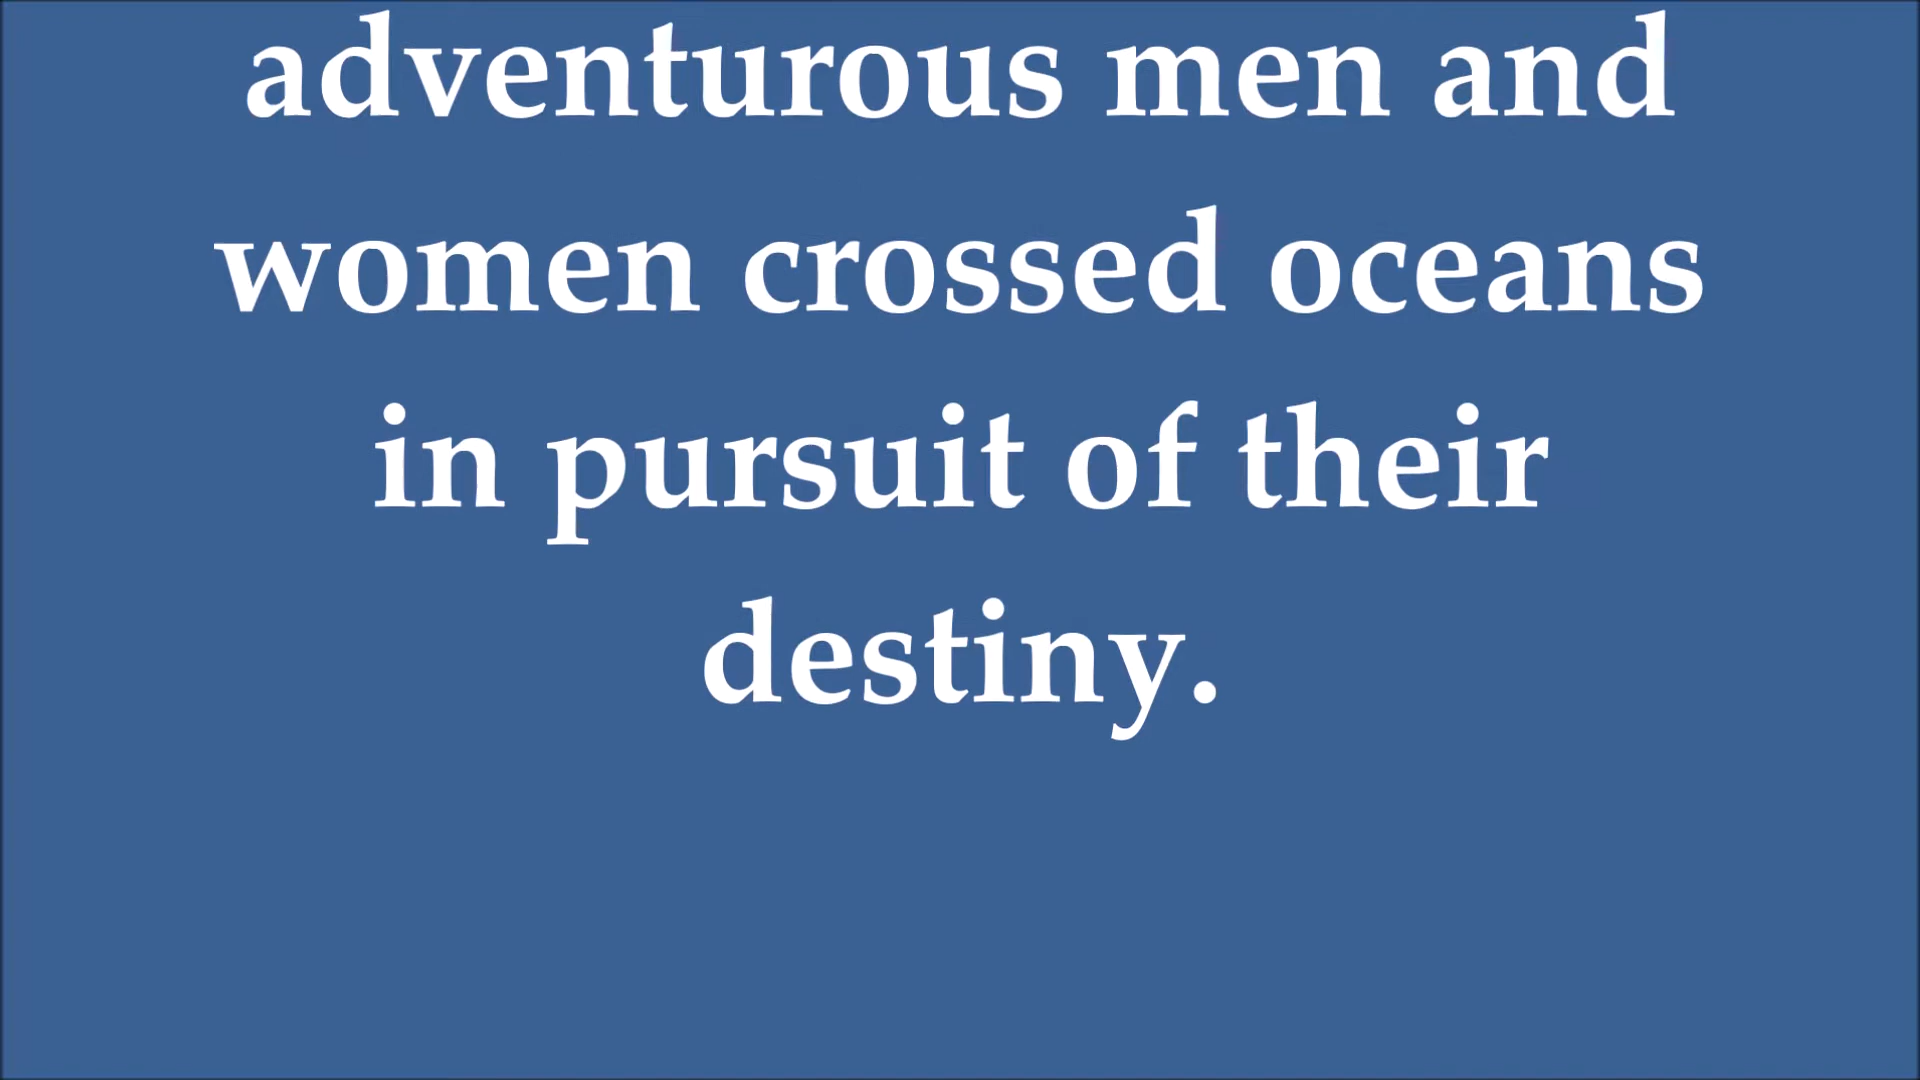 adventurous men and
women crossed oceans
in pursuit of their
destiny.